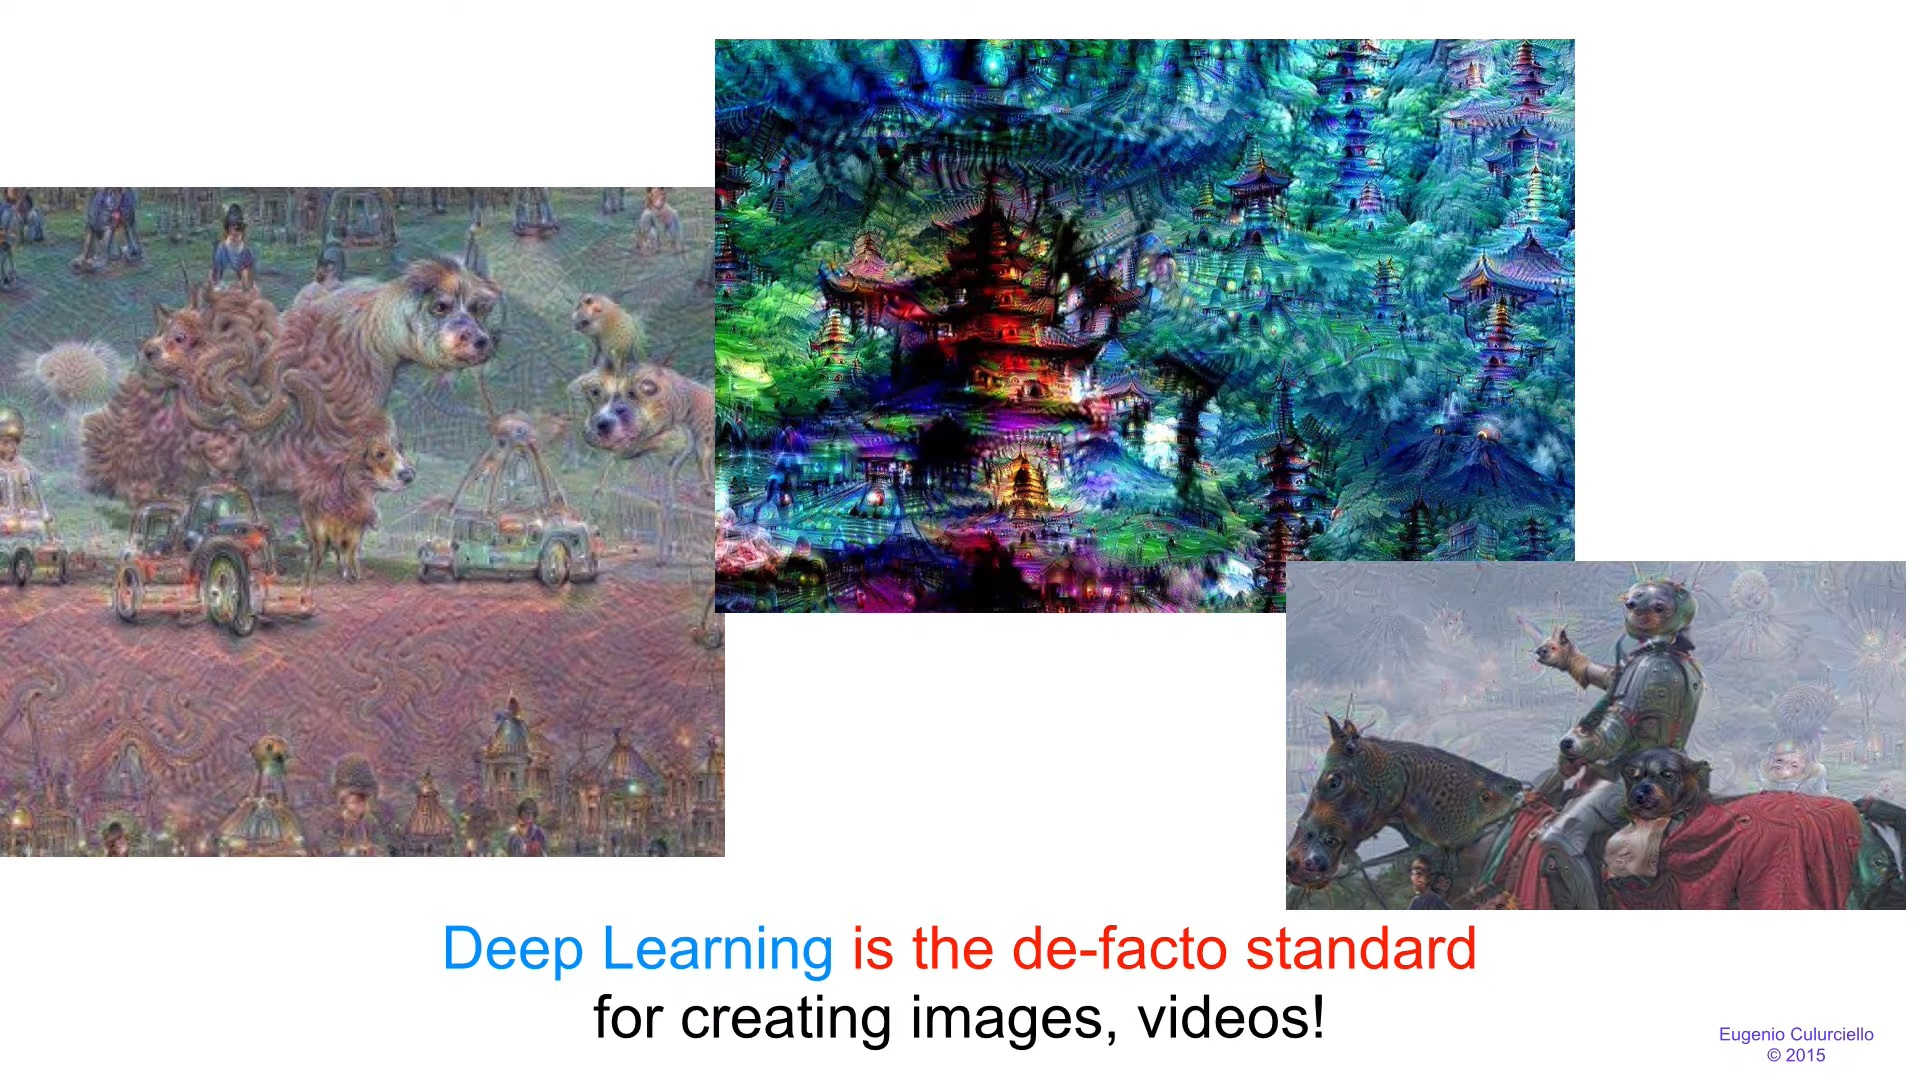 Deep Learning is the de-facto standard
for creating images, videos!
Eugenio Culurciello
© 2015